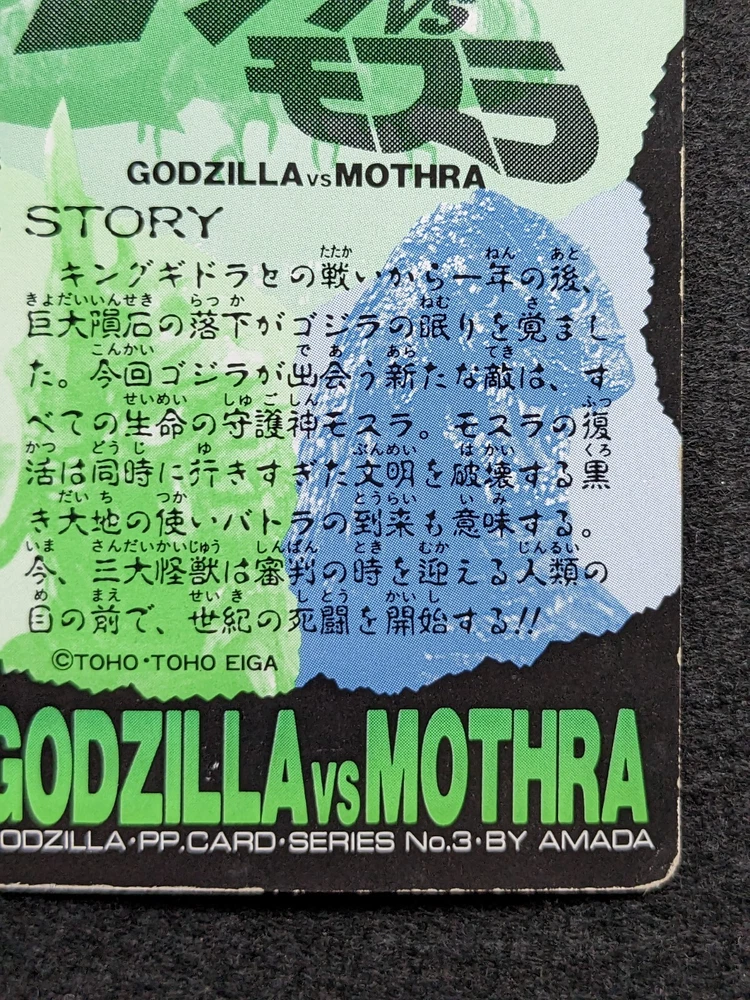 ゴジラVS
モスラ
GODZILLA VS MOTHRA
STORY
キングギドラとの戦いから一年の後、
巨大隕石の落下がゴジラの眠りを覚まし
た。今回ゴジラが出会う新たな敵は、す
べての生命の守護神モスラ。モスラの復
活は同時に行きすぎた文明を破壊する黒
き大地の使いバトラの到来も意味する。
今、三大怪獣は審判の時を迎える人類の
目の前で、世紀の死闘を開始する!!
©TOHO・TOHO EIGA
GODZILLA VS MOTHRA
ODZILLA・PP.CARD・SERIES No.3・BY AMADA